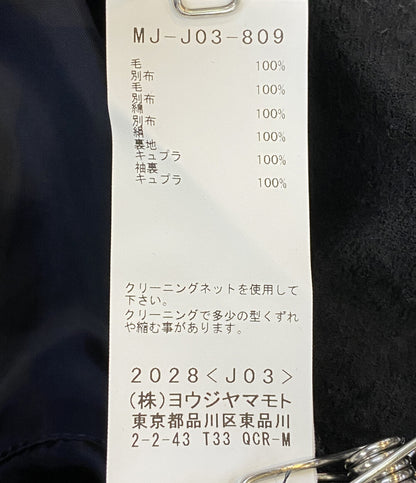 MJ-J03-809
毛 100%
別布
毛 100%
別布
綿 100%
別布
絹 100%
裏地
キュプラ 100%
袖裏
キュプラ 100%
クリーニングネットを使用して
下さい。
クリーニングで多少の型くずれ
や縮む事があります。
2028<J03>
(株)ヨウジヤマモト
東京都品川区東品川
2-2-43 T33 QCR-M